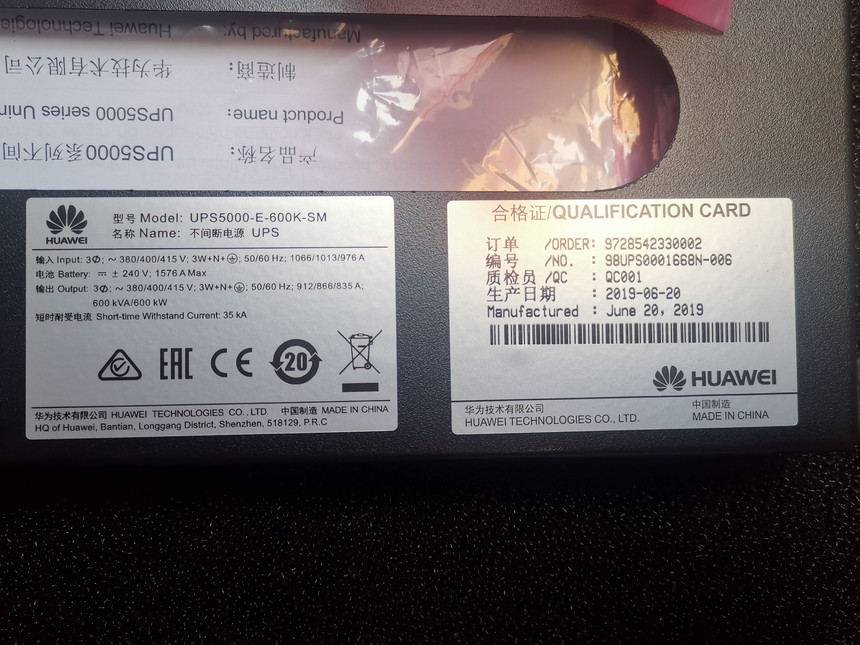 Manufactured by: Huawei Technologies
制造商: 华为技术有限公司
Product name: UPS5000 series Unin
产品名称: UPS5000系列不间
HUAWEI
型号 Model: UPS5000-E-600K-SM
名称 Name: 不间断电源 UPS
输入 Input: 3Ф; ~ 380/400/415 V; 3W+N+⏚; 50/60 Hz; 1066/1013/976 A
电池 Battery: ⎓ ± 240 V; 1576 A Max
输出 Output: 3Ф; ~ 380/400/415 V; 3W+N+⏚; 50/60 Hz; 912/866/835 A;
600 kVA/600 kW
短时耐受电流 Short-time Withstand Current: 35 kA
EAC CE 20
华为技术有限公司 HUAWEI TECHNOLOGIES CO., LTD. 中国制造 MADE IN CHINA
HQ of Huawei, Bantian, Longgang District, Shenzhen, 518129, P.R.C
合格证/QUALIFICATION CARD
订单 /ORDER: 9728542330002
编号 /NO. : 98UPS0001668N-006
质检员/QC : QC001
生产日期 : 2019-06-20
Manufactured : June 20, 2019
HUAWEI
华为技术有限公司
HUAWEI TECHNOLOGIES CO., LTD.
中国制造
MADE IN CHINA